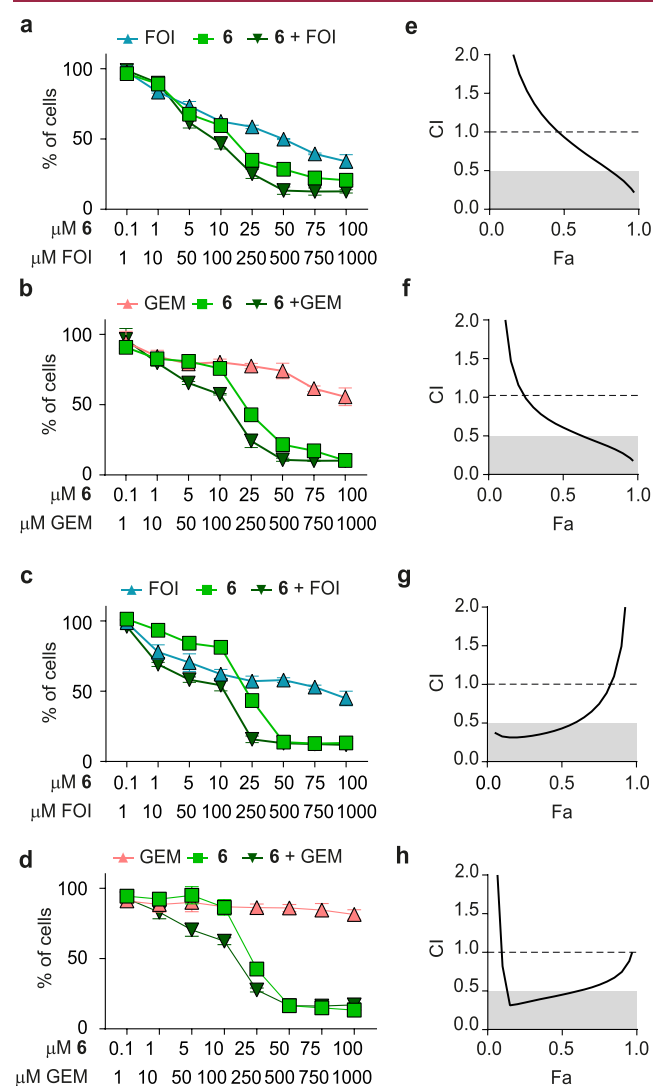 a
FOI 6 6 + FOI
% of cells
100
50
0
μM 6 0.1 1 5 10 25 50 75 100
μM FOI 1 10 50 100 250 500 750 1000
e
CI
2.0
1.5
1.0
0.5
0.0
0.0 0.5 1.0
Fa
b
GEM 6 6 +GEM
% of cells
100
50
0
μM 6 0.1 1 5 10 25 50 75 100
μM GEM 1 10 50 100 250 500 750 1000
f
CI
2.0
1.5
1.0
0.5
0.0
0.0 0.5 1.0
Fa
c
FOI 6 6 + FOI
% of cells
100
50
0
μM 6 0.1 1 5 10 25 50 75 100
μM FOI 1 10 50 100 250 500 750 1000
g
CI
2.0
1.5
1.0
0.5
0.0
0.0 0.5 1.0
Fa
d
GEM 6 6 + GEM
% of cells
100
50
0
μM 6 0.1 1 5 10 25 50 75 100
μM GEM 1 10 50 100 250 500 750 1000
h
CI
2.0
1.5
1.0
0.5
0.0
0.0 0.5 1.0
Fa